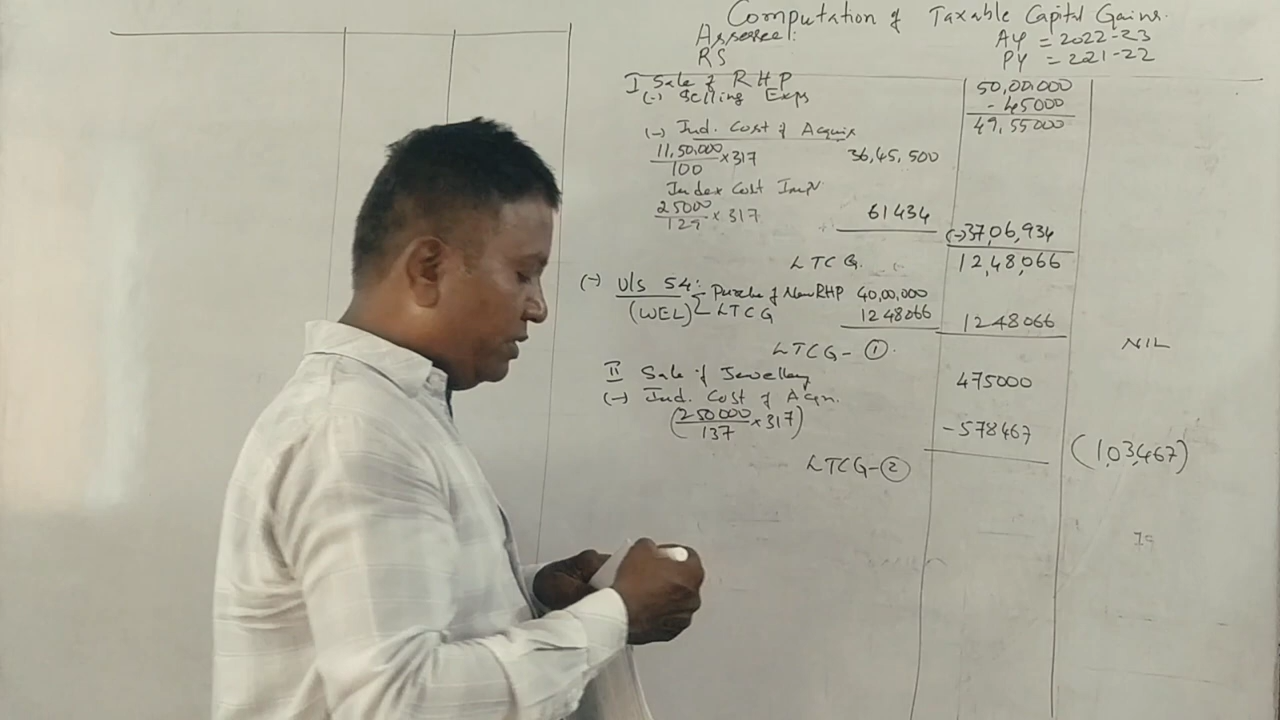 Computation of Taxable Capital Gains.
Assessee: AY = 2022-23
RS PY = 2021-22
I Sale of RHP 50,00,000
(-) Selling Exps - 45000
49,55000
(-) Ind. Cost of Acquis
11,50,000/100 × 317 36,45,500
Index Cost Impv
25000/129 × 317 61434 (-)37,06,934
LTCG. 12,48,066
(-) U/s 54: Purchase of New RHP 40,00,000
(WEL) LTCG 1248066 1248066
LTCG - ①. NIL
II Sale of Jewellery 475000
(-) Ind. Cost of Acqn.
(250000/137 × 317) - 578467
LTCG - ② (1,03,467)